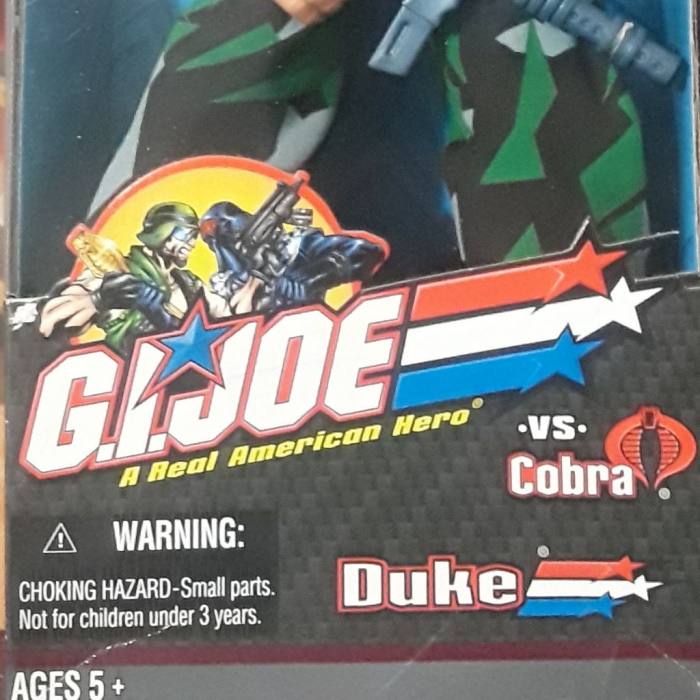 G.I.JOE
A Real American Hero®
·VS·
Cobra®
WARNING:
CHOKING HAZARD-Small parts.
Not for children under 3 years.
Duke®
AGES 5+